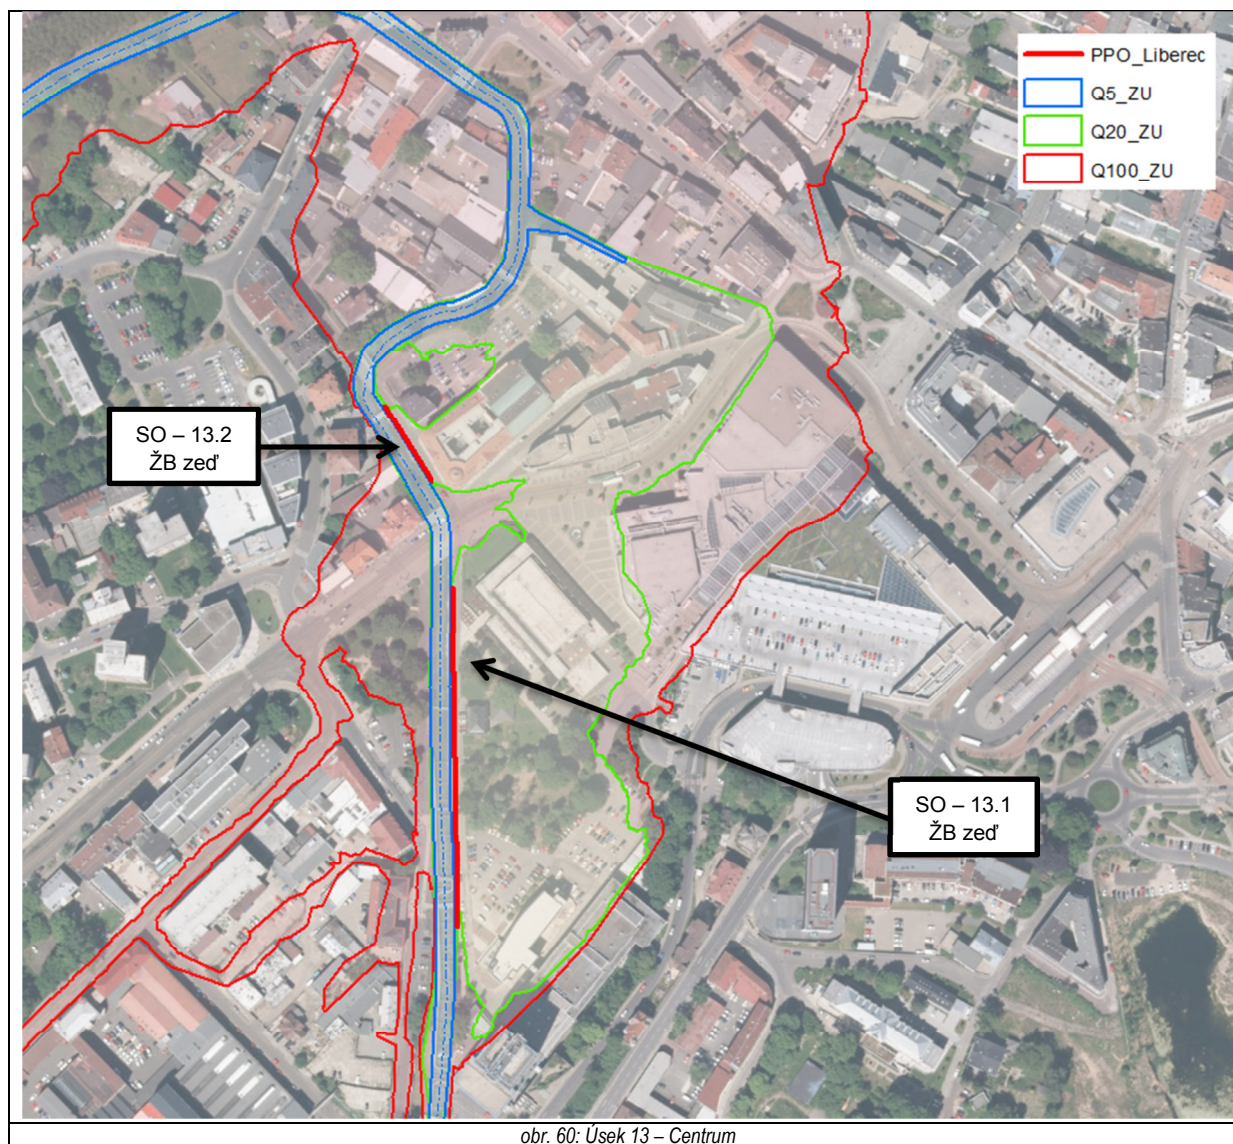 PPO_Liberec
Q5_ZU
Q20_ZU
Q100_ZU
SO – 13.2
ŽB zeď
SO – 13.1
ŽB zeď
obr. 60: Úsek 13 – Centrum